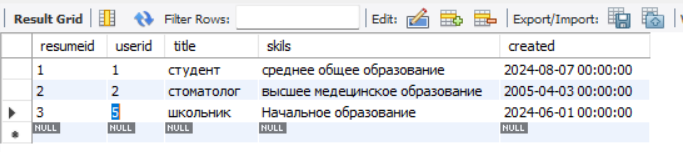 Result Grid Filter Rows: Edit: Export/Import:
resumeid userid title skils created
1 1 студент среднее общее образование 2024-08-07 00:00:00
2 2 стоматолог высшее медецинское образование 2005-04-03 00:00:00
3 5 школьник Начальное образование 2024-06-01 00:00:00
NULL NULL NULL NULL NULL